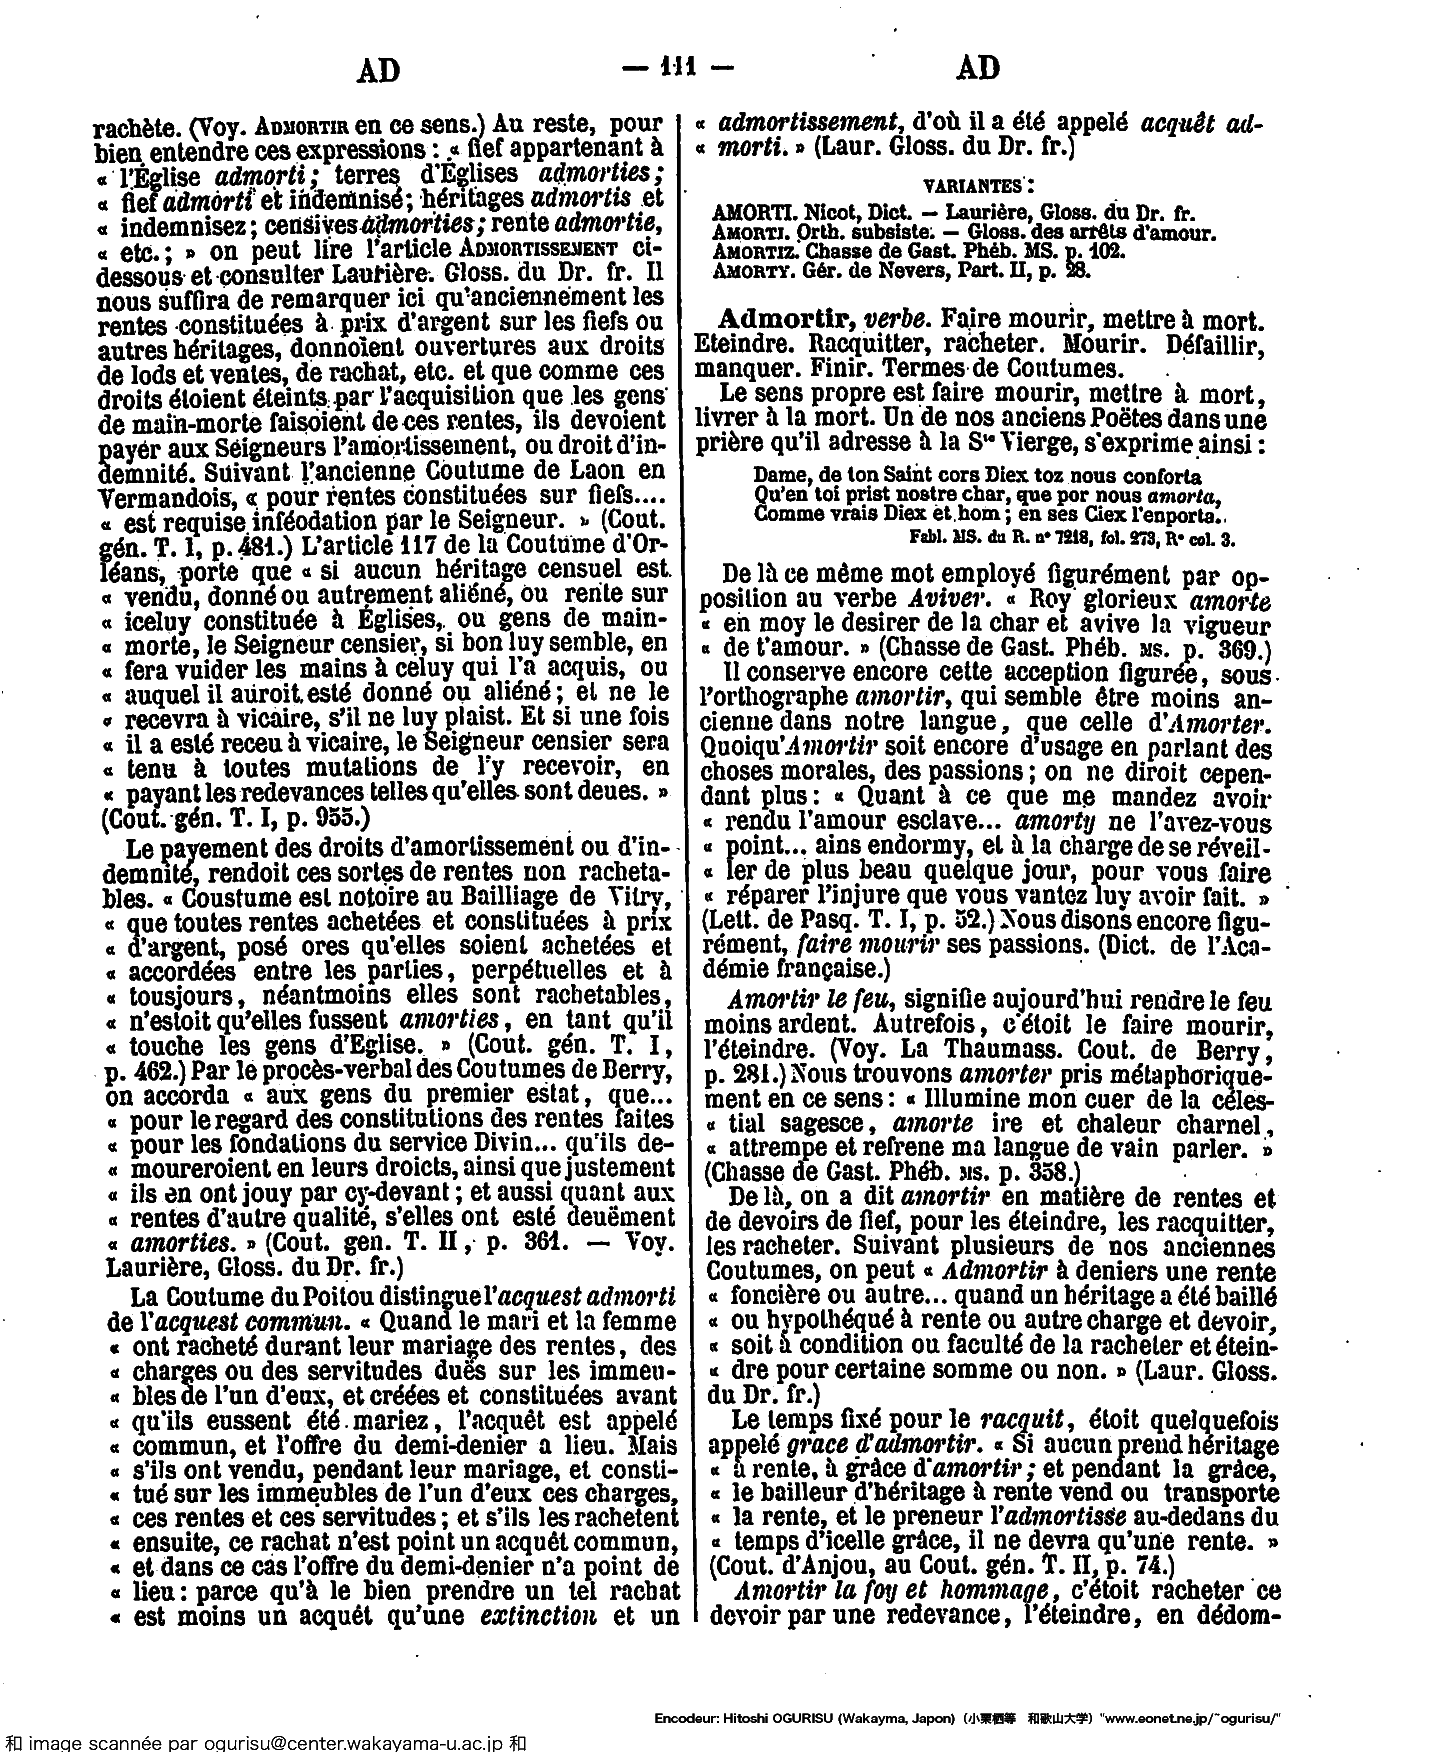 AD
— 111 —
AD
rachète. (Voy. ADMORTIR en ce sens.) Au reste, pour
bien entendre ces expressions : « fief appartenant à
« l'Église admorti ; terres d'Églises admorties ;
« fief admorti et indemnisé ; héritages admortis et
« indemnisez ; censives admorties ; rente admortie,
« etc. ; » on peut lire l'article ADMORTISSEMENT ci-
dessous et consulter Laurière. Gloss. du Dr. fr. Il
nous suffira de remarquer ici qu'anciennement les
rentes constituées à prix d'argent sur les fiefs ou
autres héritages, donnoient ouvertures aux droits
de lods et ventes, de rachat, etc. et que comme ces
droits étoient éteints par l'acquisition que les gens
de main-morte faisoient de ces rentes, ils devoient
payer aux Seigneurs l'amortissement, ou droit d'in-
demnité. Suivant l'ancienne Coutume de Laon en
Vermandois, « pour rentes constituées sur fiefs....
« est requise inféodation par le Seigneur. » (Cout.
gén. T. I, p. 481.) L'article 117 de la Coutume d'Or-
léans, porte que « si aucun héritage censuel est
« vendu, donné ou autrement aliéné, ou rente sur
« iceluy constituée à Églises, ou gens de main-
« morte, le Seigneur censier, si bon luy semble, en
« fera vuider les mains à celuy qui l'a acquis, ou
« auquel il auroit esté donné ou aliéné ; et ne le
« recevra à vicaire, s'il ne luy plaist. Et si une fois
« il a esté receu à vicaire, le Seigneur censier sera
« tenu à toutes mutations de l'y recevoir, en
« payant les redevances telles qu'elles sont deues. »
(Cout. gén. T. I, p. 955.)
Le payement des droits d'amortissement ou d'in-
demnité, rendoit ces sortes de rentes non racheta-
bles. « Coustume est notoire au Bailliage de Vitry,
« que toutes rentes achetées et constituées à prix
« d'argent, posé ores qu'elles soient achetées et
« accordées entre les parties, perpétuelles et à
« tousjours, néantmoins elles sont rachetables,
« n'estoit qu'elles fussent amorties, en tant qu'il
« touche les gens d'Eglise. » (Cout. gén. T. I,
p. 462.) Par le procès-verbal des Coutumes de Berry,
on accorda « aux gens du premier estat, que...
« pour le regard des constitutions des rentes faites
« pour les fondations du service Divin... qu'ils de-
« moureroient en leurs droicts, ainsi que justement
« ils en ont jouy par cy-devant ; et aussi quant aux
« rentes d'autre qualité, s'elles ont esté deuëment
« amorties. » (Cout. gen. T. II, p. 361. — Voy.
Laurière, Gloss. du Dr. fr.)
La Coutume du Poitou distingue l'acquest admorti
de l'acquest commun. « Quand le mari et la femme
« ont racheté durant leur mariage des rentes, des
« charges ou des servitudes duës sur les immeu-
« bles de l'un d'eux, et créées et constituées avant
« qu'ils eussent été mariez, l'acquêt est appelé
« commun, et l'offre du demi-denier a lieu. Mais
« s'ils ont vendu, pendant leur mariage, et consti-
« tué sur les immeubles de l'un d'eux ces charges,
« ces rentes et ces servitudes ; et s'ils les rachetent
« ensuite, ce rachat n'est point un acquêt commun,
« et dans ce cas l'offre du demi-denier n'a point de
« lieu : parce qu'à le bien prendre un tel rachat
« est moins un acquêt qu'une extinction et un
« admortissement, d'où il a été appelé acquêt ad-
« morti. » (Laur. Gloss. du Dr. fr.)
VARIANTES :
AMORTI. Nicot, Dict. — Laurière, Gloss. du Dr. fr.
AMORTI. Orth. subsiste. — Gloss. des arrêts d'amour.
AMORTIZ. Chasse de Gast. Phéb. MS. p. 102.
AMORTY. Gér. de Nevers, Part. II, p. 28.
Admortir, verbe. Faire mourir, mettre à mort.
Eteindre. Racquitter, racheter. Mourir. Défaillir,
manquer. Finir. Termes de Coutumes.
Le sens propre est faire mourir, mettre à mort,
livrer à la mort. Un de nos anciens Poëtes dans une
prière qu'il adresse à la Ste Vierge, s'exprime ainsi :
Dame, de ton Saint cors Diex toz nous conforta
Qu'en toi prist nostre char, que por nous amorta,
Comme vrais Diex et hom ; en ses Ciex l'enporta.
Fabl. MS. du R. n° 7218, fol. 273, R° col. 3.
De là ce même mot employé figurément par op-
position au verbe Aviver. « Roy glorieux amorte
« en moy le desirer de la char et avive la vigueur
« de t'amour. » (Chasse de Gast. Phéb. MS. p. 369.)
Il conserve encore cette acception figurée, sous
l'orthographe amortir, qui semble être moins an-
cienne dans notre langue, que celle d'Amorter.
Quoiqu'Amortir soit encore d'usage en parlant des
choses morales, des passions ; on ne diroit cepen-
dant plus : « Quant à ce que me mandez avoir
« rendu l'amour esclave... amorty ne l'avez-vous
« point... ains endormy, et à la charge de se réveil-
« ler de plus beau quelque jour, pour vous faire
« réparer l'injure que vous vantez luy avoir fait. »
(Lett. de Pasq. T. I, p. 52.) Nous disons encore figu-
rément, faire mourir ses passions. (Dict. de l'Aca-
démie française.)
Amortir le feu, signifie aujourd'hui rendre le feu
moins ardent. Autrefois, c'étoit le faire mourir,
l'éteindre. (Voy. La Thaumass. Cout. de Berry,
p. 281.) Nous trouvons amorter pris métaphorique-
ment en ce sens : « Illumine mon cuer de la céles-
« tial sagesce, amorte ire et chaleur charnel,
« attrempe et refrene ma langue de vain parler. »
(Chasse de Gast. Phéb. MS. p. 358.)
De là, on a dit amortir en matière de rentes et
de devoirs de fief, pour les éteindre, les racquitter,
les racheter. Suivant plusieurs de nos anciennes
Coutumes, on peut « Admortir à deniers une rente
« foncière ou autre... quand un héritage a été baillé
« ou hypothéqué à rente ou autre charge et devoir,
« soit à condition ou faculté de la racheter et étein-
« dre pour certaine somme ou non. » (Laur. Gloss.
du Dr. fr.)
Le temps fixé pour le racquit, étoit quelquefois
appelé grace d'admortir. « Si aucun prend héritage
« à rente, à grâce d'amortir ; et pendant la grâce,
« le bailleur d'héritage à rente vend ou transporte
« la rente, et le preneur l'admortisse au-dedans du
« temps d'icelle grâce, il ne devra qu'une rente. »
(Cout. d'Anjou, au Cout. gén. T. II, p. 74.)
Amortir la foy et hommage, c'étoit racheter ce
devoir par une redevance, l'éteindre, en dédom-
Encodeur: Hitoshi OGURISU (Wakayma, Japon) (小栗栖等 和歌山大学) "www.eonet.ne.jp/~ogurisu/"
和 image scannée par ogurisu@center.wakayama-u.ac.jp 和